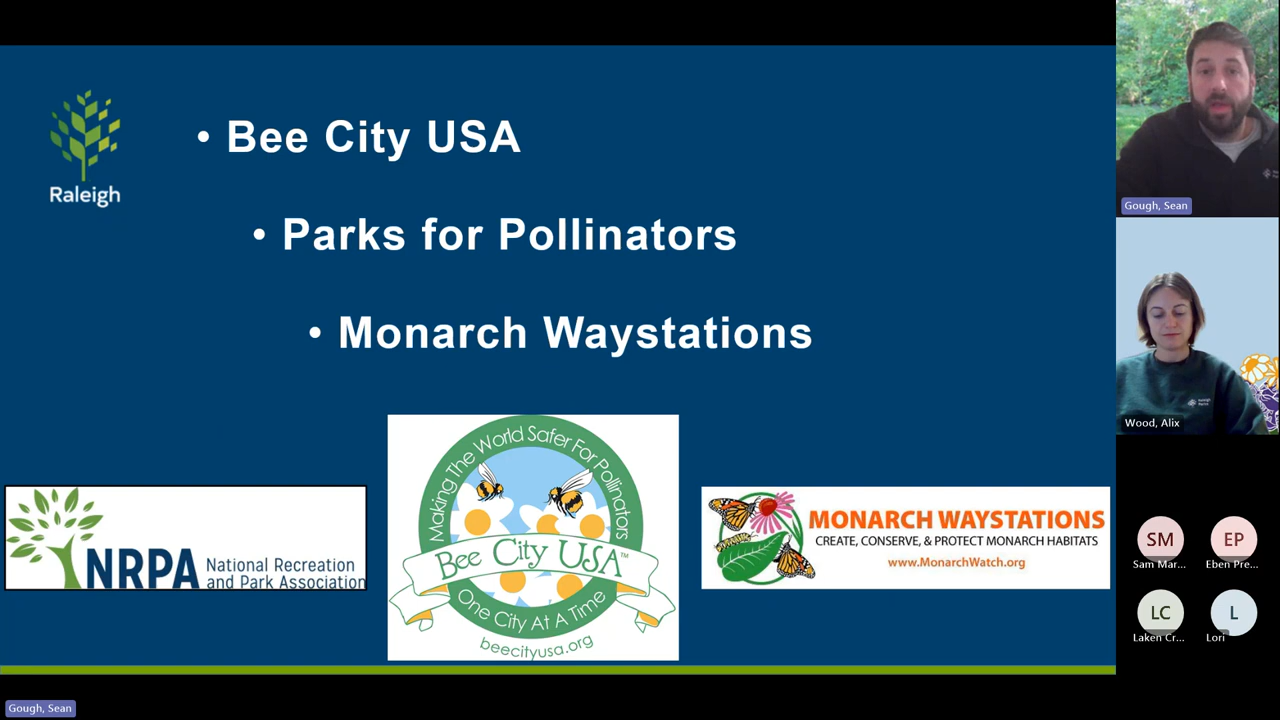 Raleigh
• Bee City USA
• Parks for Pollinators
• Monarch Waystations
NRPA
National Recreation
and Park Association
Making The World Safer For Pollinators
Bee City USA™
One City At A Time
beecityusa.org
MONARCH WAYSTATIONS
CREATE, CONSERVE, & PROTECT MONARCH HABITATS
www.MonarchWatch.org
Gough, Sean
Wood, Alix
SM
Sam Mar...
EP
Eben Pre...
LC
Laken Cr...
L
Lori
Gough, Sean